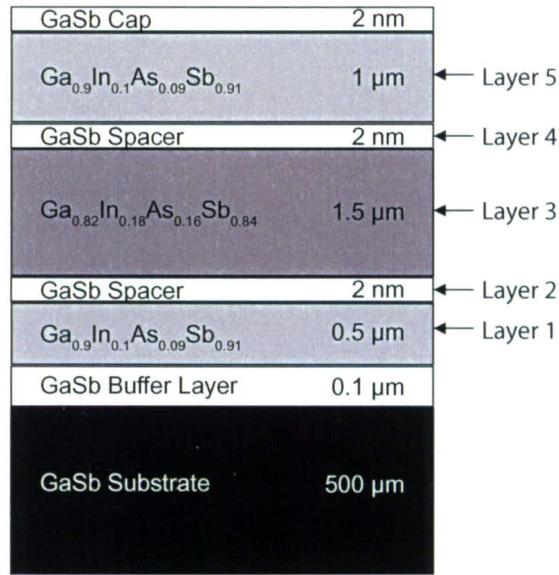 GaSb Cap 2 nm
Ga0.9In0.1As0.09Sb0.91 1 µm ← Layer 5
GaSb Spacer 2 nm ← Layer 4
Ga0.82In0.18As0.16Sb0.84 1.5 µm ← Layer 3
GaSb Spacer 2 nm ← Layer 2
Ga0.9In0.1As0.09Sb0.91 0.5 µm ← Layer 1
GaSb Buffer Layer 0.1 µm
GaSb Substrate 500 µm